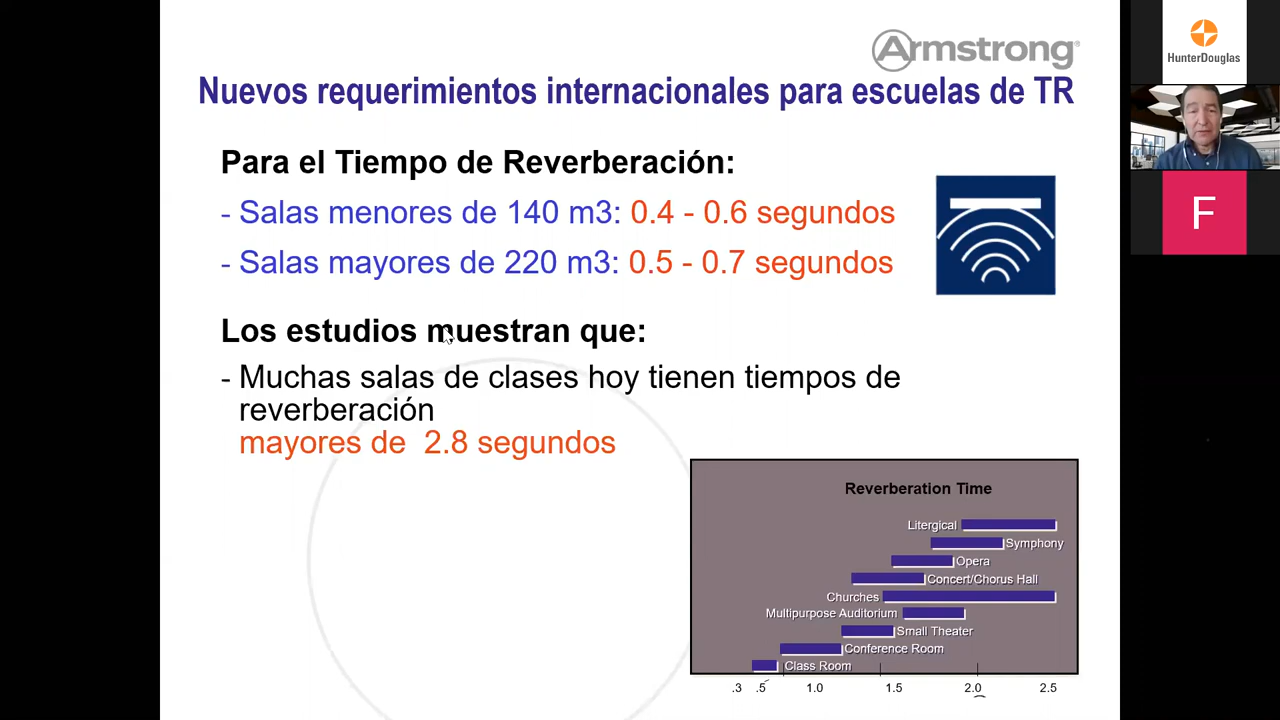 Armstrong®
HunterDouglas
Nuevos requerimientos internacionales para escuelas de TR
Para el Tiempo de Reverberación:
- Salas menores de 140 m3: 0.4 - 0.6 segundos
F
- Salas mayores de 220 m3: 0.5 - 0.7 segundos
Los estudios muestran que:
- Muchas salas de clases hoy tienen tiempos de
reverberación
mayores de 2.8 segundos
Reverberation Time
Litergical
Symphony
Opera
Concert/Chorus Hall
Churches
Multipurpose Auditorium
Small Theater
Conference Room
Class Room
.3 .5 1.0 1.5 2.0 2.5